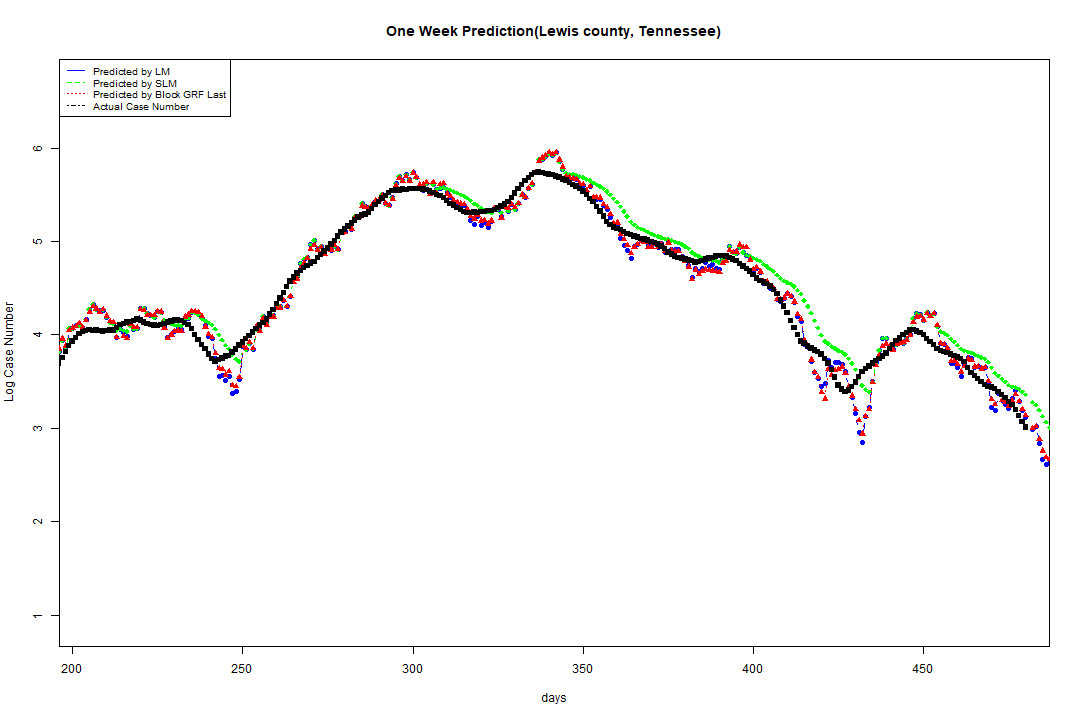 One Week Prediction(Lewis county, Tennessee)
Predicted by LM
Predicted by SLM
Predicted by Block GRF Last
Actual Case Number
6
5
4
3
2
1
Log Case Number
200 250 300 350 400 450
days